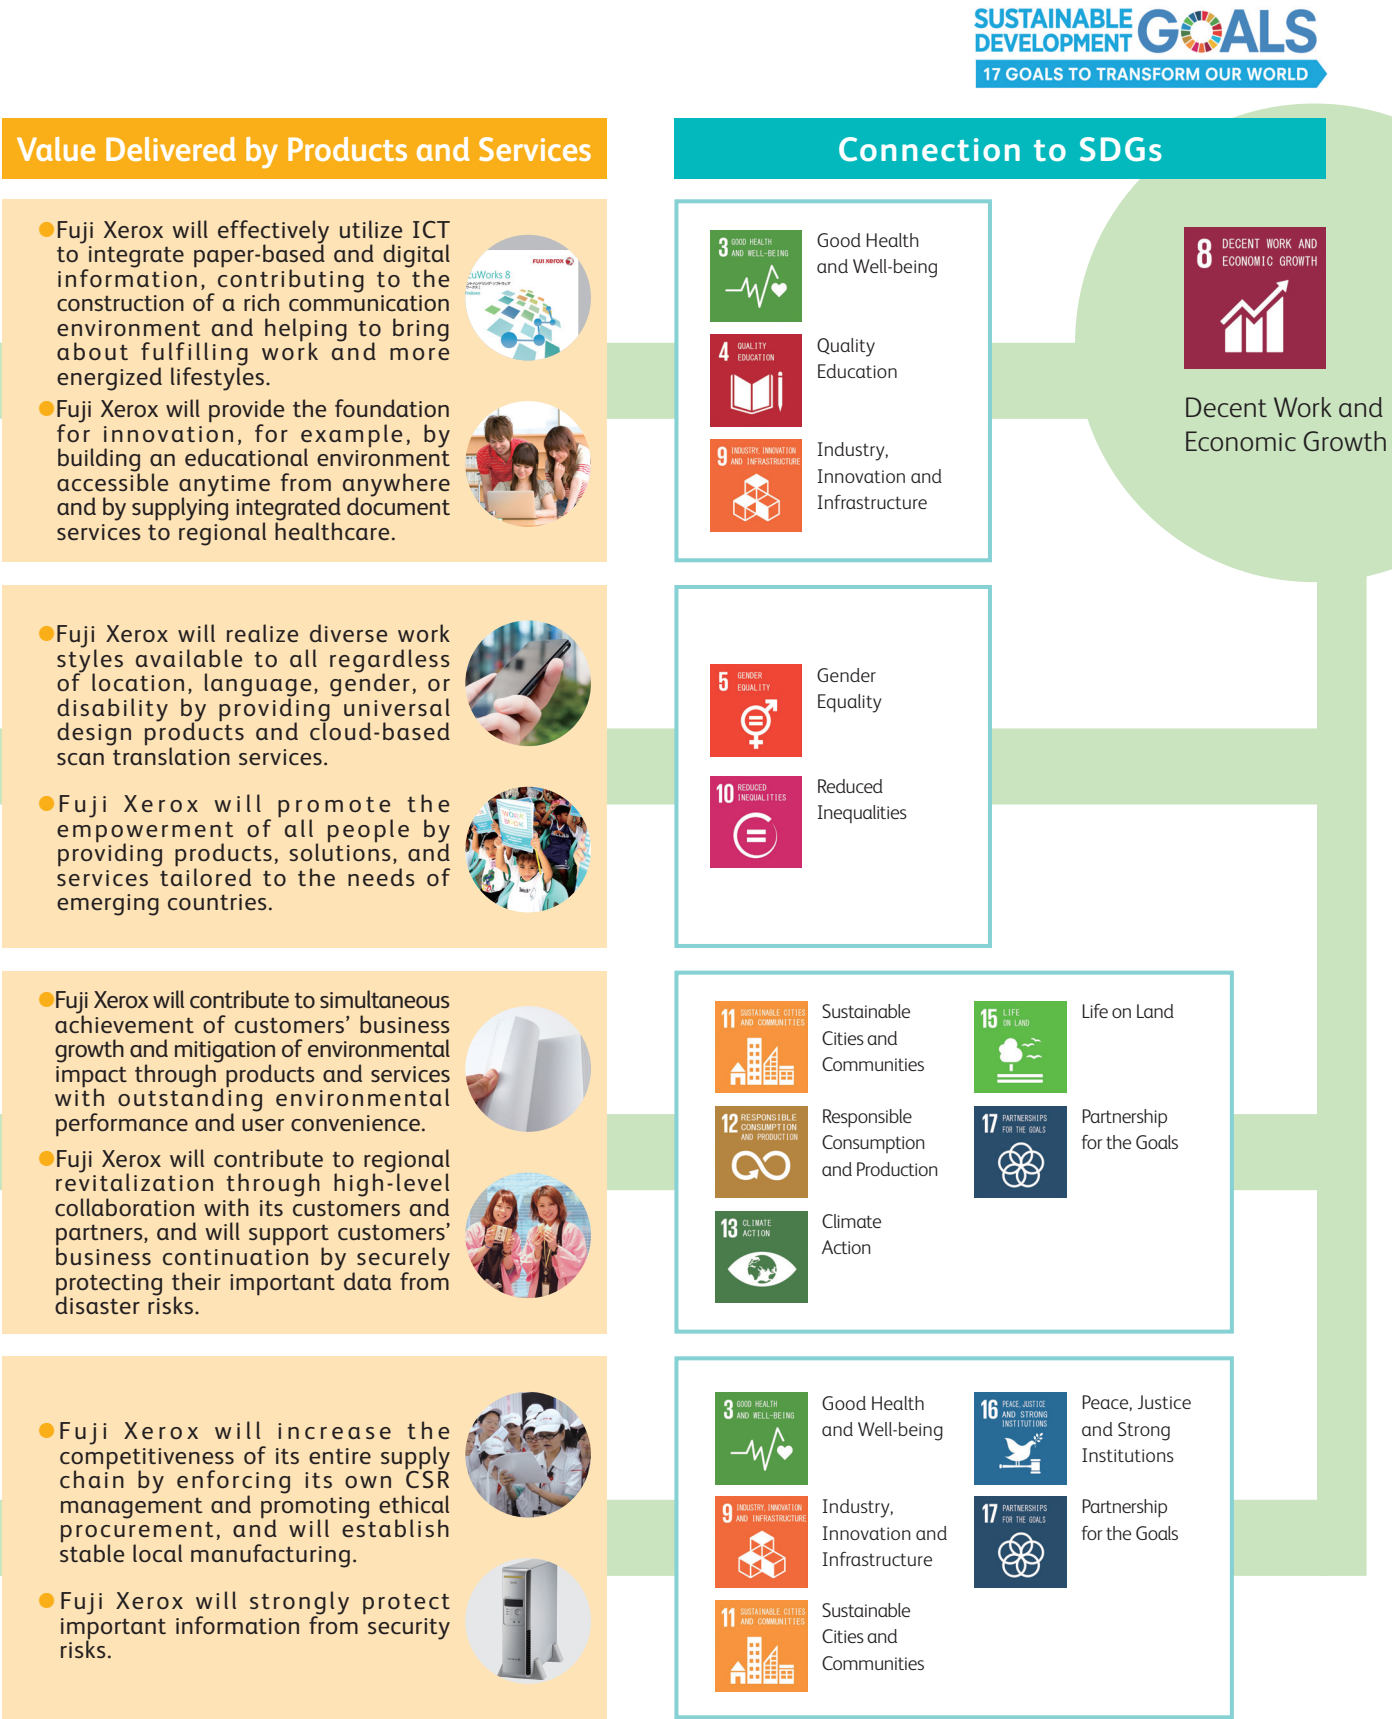 SUSTAINABLE
DEVELOPMENT GOALS
17 GOALS TO TRANSFORM OUR WORLD
Value Delivered by Products and Services
Connection to SDGs
●Fuji Xerox will effectively utilize ICT
to integrate paper-based and digital
information, contributing to the
construction of a rich communication
environment and helping to bring
about fulfilling work and more
energized lifestyles.
FUJI XEROX
cuWorks 8
●Fuji Xerox will provide the foundation
for innovation, for example, by
building an educational environment
accessible anytime from anywhere
and by supplying integrated document
services to regional healthcare.
3 GOOD HEALTH
AND WELL-BEING
Good Health
and Well-being
4 QUALITY
EDUCATION
Quality
Education
9 INDUSTRY, INNOVATION
AND INFRASTRUCTURE
Industry,
Innovation and
Infrastructure
8 DECENT WORK AND
ECONOMIC GROWTH
Decent Work and
Economic Growth
●Fuji Xerox will realize diverse work
styles available to all regardless
of location, language, gender, or
disability by providing universal
design products and cloud-based
scan translation services.
●Fuji Xerox will promote the
empowerment of all people by
providing products, solutions, and
services tailored to the needs of
emerging countries.
WORK
BOOK
5 GENDER
EQUALITY
Gender
Equality
10 REDUCED
INEQUALITIES
Reduced
Inequalities
●Fuji Xerox will contribute to simultaneous
achievement of customers’ business
growth and mitigation of environmental
impact through products and services
with outstanding environmental
performance and user convenience.
●Fuji Xerox will contribute to regional
revitalization through high-level
collaboration with its customers and
partners, and will support customers’
business continuation by securely
protecting their important data from
disaster risks.
11 SUSTAINABLE CITIES
AND COMMUNITIES
Sustainable
Cities and
Communities
12 RESPONSIBLE
CONSUMPTION
AND PRODUCTION
Responsible
Consumption
and Production
13 CLIMATE
ACTION
Climate
Action
15 LIFE
ON LAND
Life on Land
17 PARTNERSHIPS
FOR THE GOALS
Partnership
for the Goals
●Fuji Xerox will increase the
competitiveness of its entire supply
chain by enforcing its own CSR
management and promoting ethical
procurement, and will establish
stable local manufacturing.
●Fuji Xerox will strongly protect
important information from security
risks.
3 GOOD HEALTH
AND WELL-BEING
Good Health
and Well-being
9 INDUSTRY, INNOVATION
AND INFRASTRUCTURE
Industry,
Innovation and
Infrastructure
11 SUSTAINABLE CITIES
AND COMMUNITIES
Sustainable
Cities and
Communities
16 PEACE, JUSTICE
AND STRONG
INSTITUTIONS
Peace, Justice
and Strong
Institutions
17 PARTNERSHIPS
FOR THE GOALS
Partnership
for the Goals